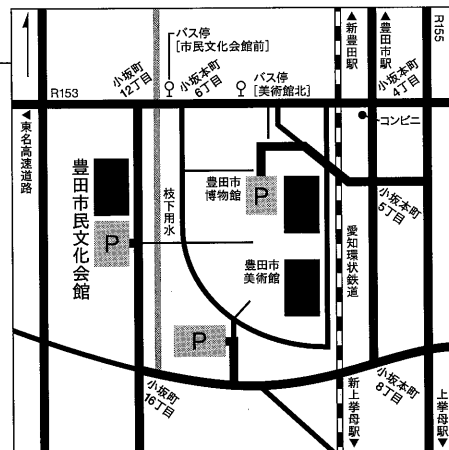 バス停
[市民文化会館前]
▲新豊田駅
▲豊田市駅
R155
小坂町
12丁目
小坂本町
6丁目
バス停
[美術館北]
小坂本町
4丁目
R153
◀東名高速道路
コンビニ
豊田市民文化会館
P
枝下用水
豊田市
博物館
P
小坂本町
5丁目
愛知環状鉄道
豊田市
美術館
P
小坂町
16丁目
新上挙母駅▼
小坂本町
8丁目
上挙母駅▼